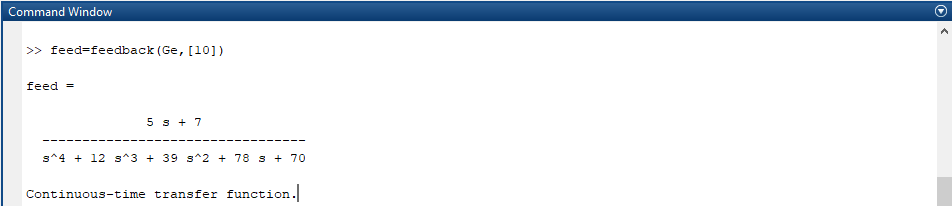 Command Window
>> feed=feedback(Ge,[10])
feed =
5 s + 7
---------------------------------
s^4 + 12 s^3 + 39 s^2 + 78 s + 70
Continuous-time transfer function.